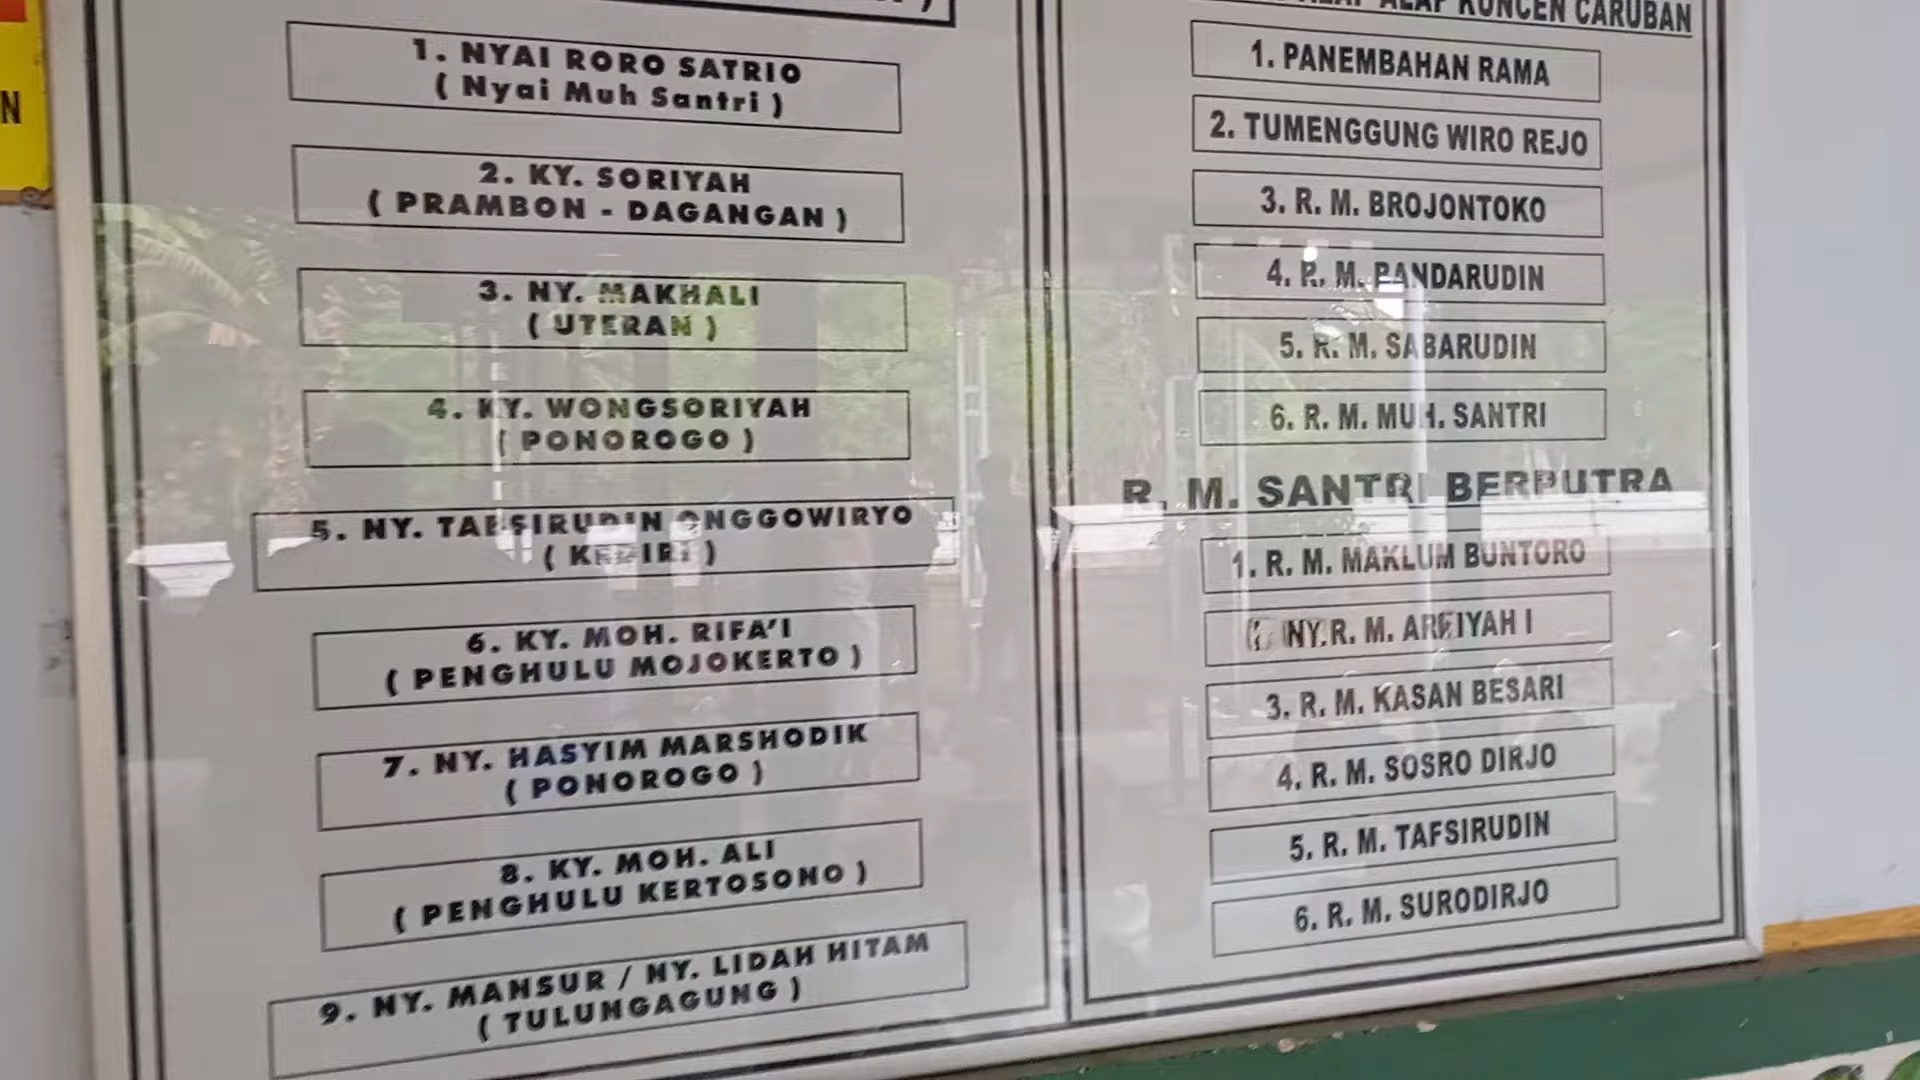 1. NYAI RORO SATRIO
( Nyai Muh Santri )
2. KY. SORIYAH
( PRAMBON - DAGANGAN )
3. NY. MAKHALI
( UTERAN )
4. KY. WONGSORIYAH
( PONOROGO )
5. NY. TAFSIRUDIN ONGGOWIRYO
( KEDIRI )
6. KY. MOH. RIFA'I
( PENGHULU MOJOKERTO )
7. NY. HASYIM MARSHODIK
( PONOROGO )
8. KY. MOH. ALI
( PENGHULU KERTOSONO )
9. NY. MANSUR / NY. LIDAH HITAM
( TULUNGAGUNG )
ALAP KUNCEN CARUBAN
1. PANEMBAHAN RAMA
2. TUMENGGUNG WIRO REJO
3. R. M. BROJONTOKO
4. R. M. BANDARUDIN
5. R. M. SABARUDIN
6. R. M. MUH. SANTRI
R. M. SANTRI BERPUTRA
1. R. M. MAKLUM BUNTORO
NY.R. M. ARFIYAH I
3. R. M. KASAN BESARI
4. R. M. SOSRO DIRJO
5. R. M. TAFSIRUDIN
6. R. M. SURODIRJO